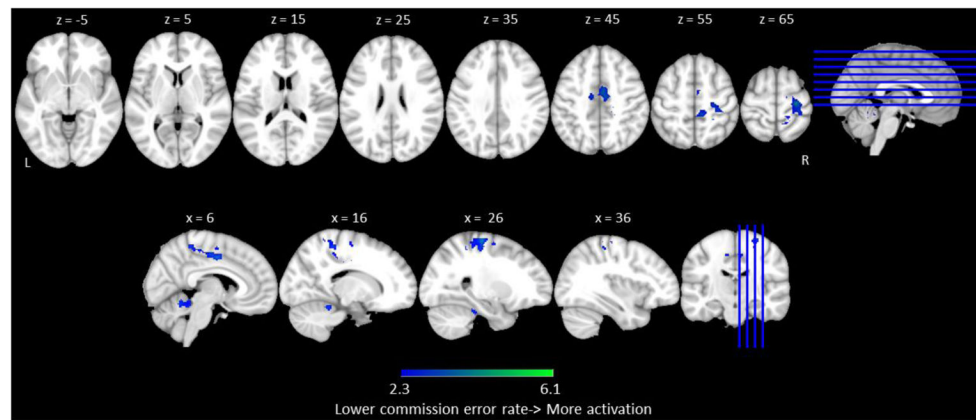 z = -5 z = 5 z = 15 z = 25 z = 35 z = 45 z = 55 z = 65
L R
x = 6 x = 16 x = 26 x = 36
2.3 6.1
Lower commission error rate-> More activation